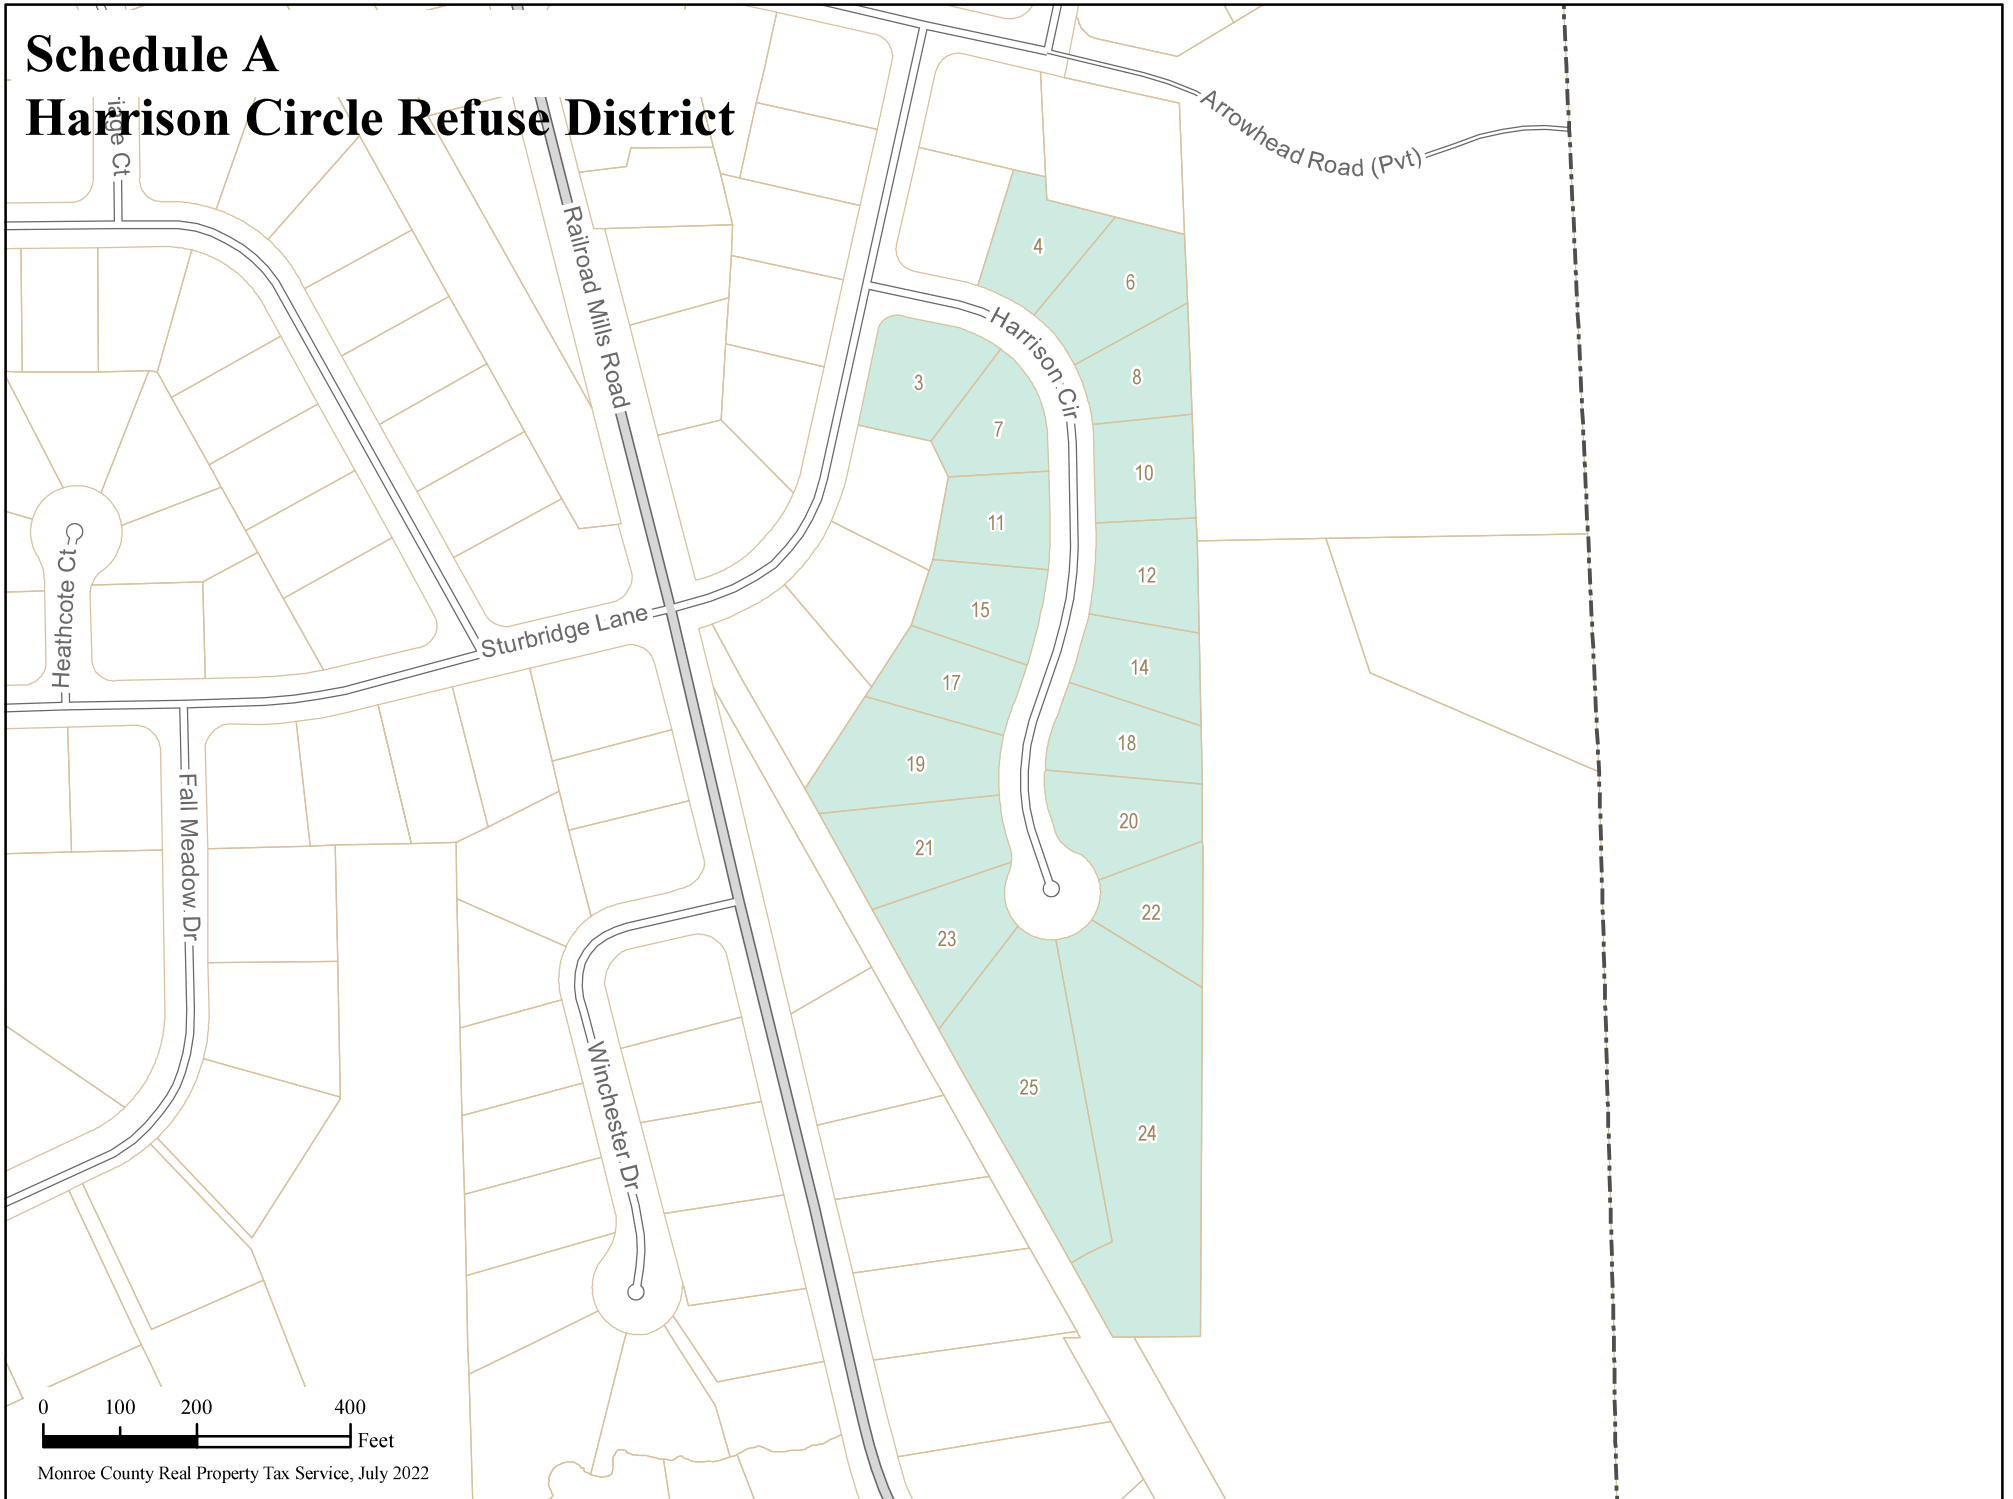 Schedule A
Harrison Circle Refuse District
Ct
Railroad Mills Road
Arrowhead Road (Pvt)
Harrison Cir
Heathcote Ct
Sturbridge Lane
Fall Meadow Dr
Winchester Dr
4
6
3
8
7
10
11
12
15
14
17
18
19
20
21
22
23
25
24
0 100 200 400
Feet
Monroe County Real Property Tax Service, July 2022